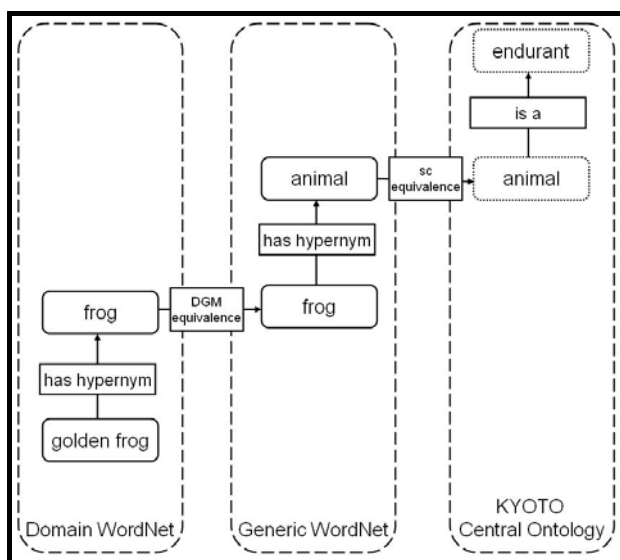 endurant
is a
animal
sc
equivalence
animal
has hypernym
frog
DGM
equivalence
frog
has hypernym
golden frog
Domain WordNet
Generic WordNet
KYOTO
Central Ontology